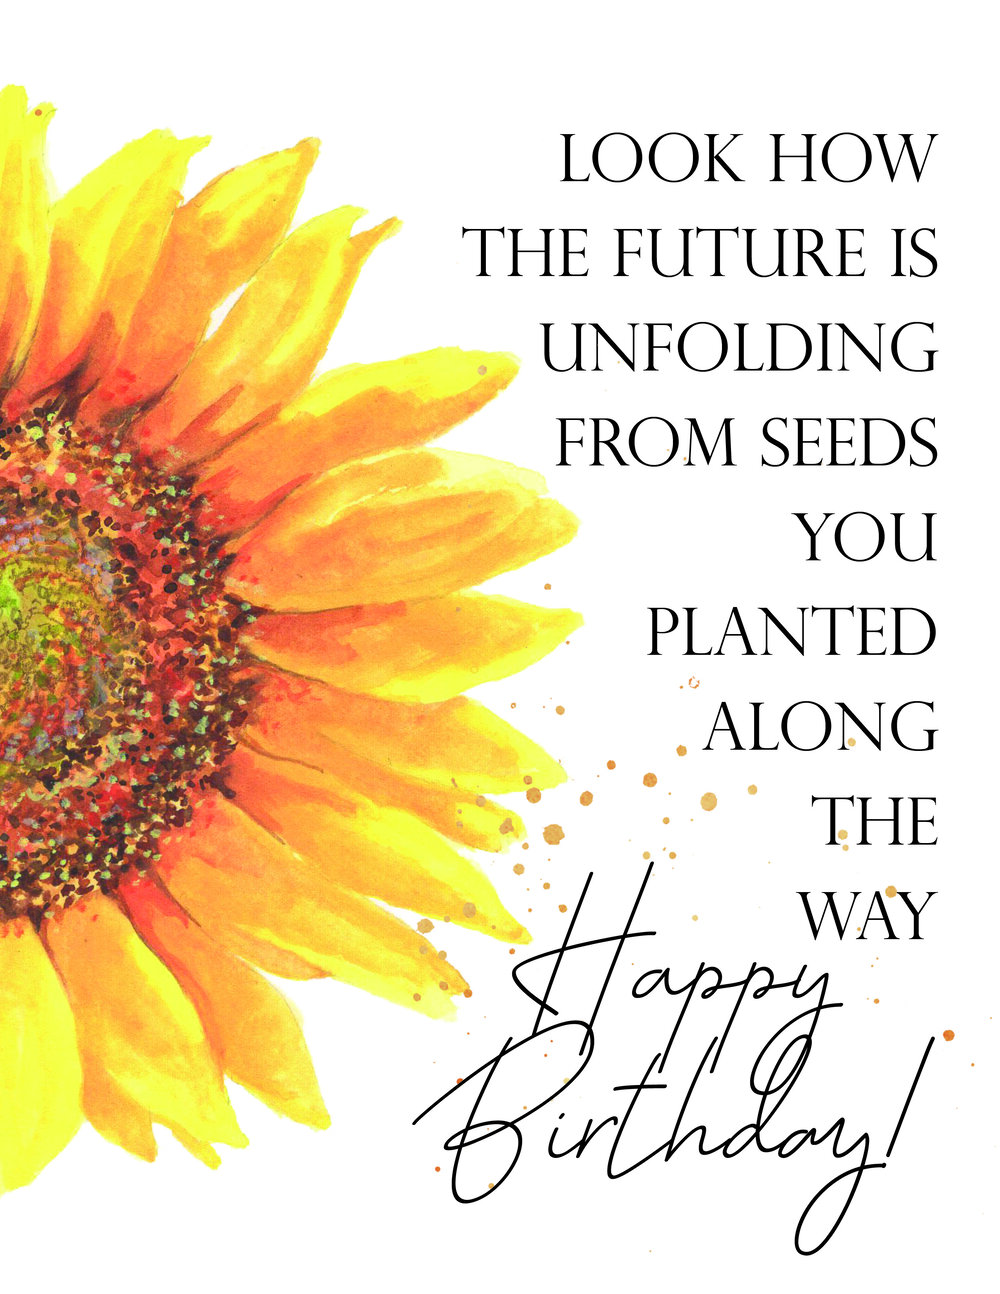 LOOK HOW
THE FUTURE IS
UNFOLDING
FROM SEEDS
YOU
PLANTED
ALONG
THE
WAY
Happy
Birthday!